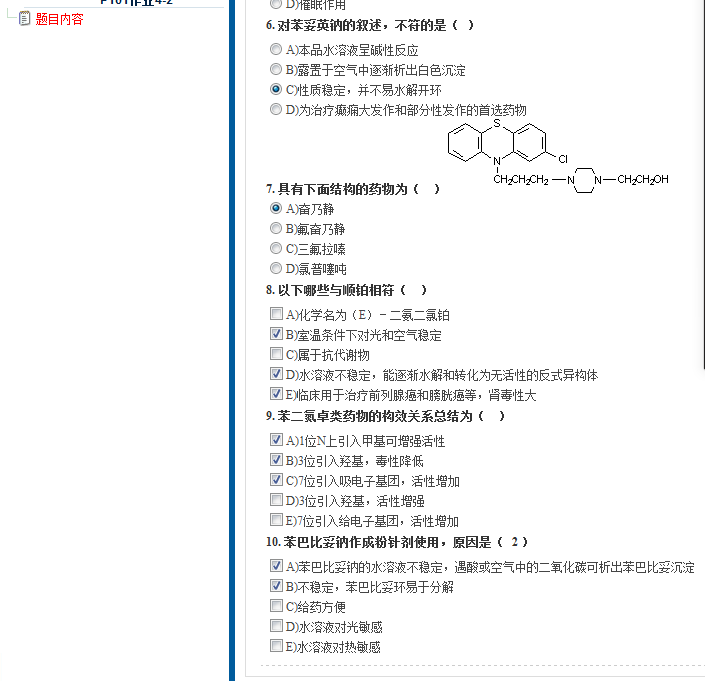 P101作业4-2
题目内容
D)催眠作用
6. 对苯妥英钠的叙述，不符的是（ ）
A)本品水溶液呈碱性反应
B)露置于空气中逐渐析出白色沉淀
C)性质稳定，并不易水解开环
D)为治疗癫痫大发作和部分性发作的首选药物
S
Cl
N
CH₂CH₂CH₂ N N CH₂CH₂OH
7. 具有下面结构的药物为（ ）
A)奋乃静
B)氟奋乃静
C)三氟拉嗪
D)氯普噻吨
8. 以下哪些与顺铂相符（ ）
A)化学名为（E）－二氨二氯铂
B)室温条件下对光和空气稳定
C)属于抗代谢物
D)水溶液不稳定，能逐渐水解和转化为无活性的反式异构体
E)临床用于治疗前列腺癌和膀胱癌等，肾毒性大
9. 苯二氮卓类药物的构效关系总结为（ ）
A)1位N上引入甲基可增强活性
B)3位引入羟基，毒性降低
C)7位引入吸电子基团，活性增加
D)3位引入羟基，活性增强
E)7位引入给电子基团，活性增加
10. 苯巴比妥钠作成粉针剂使用，原因是（ 2 ）
A)苯巴比妥钠的水溶液不稳定，遇酸或空气中的二氧化碳可析出苯巴比妥沉淀
B)不稳定，苯巴比妥环易于分解
C)给药方便
D)水溶液对光敏感
E)水溶液对热敏感